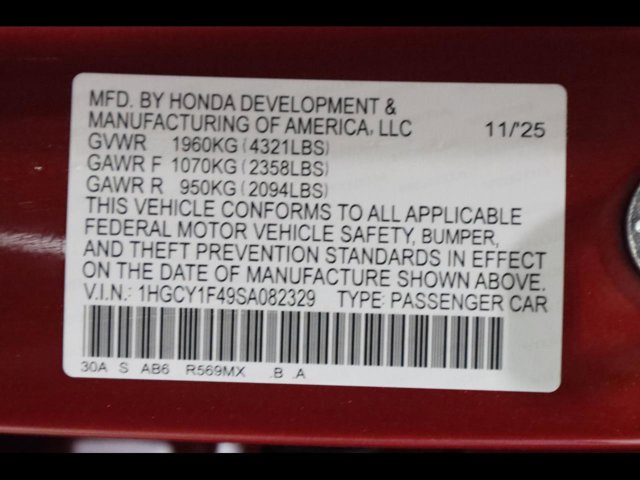 MFD. BY HONDA DEVELOPMENT &
MANUFACTURING OF AMERICA, LLC 11/'25
GVWR 1960KG (4321LBS)
GAWR F 1070KG (2358LBS)
GAWR R 950KG (2094LBS)
THIS VEHICLE CONFORMS TO ALL APPLICABLE
FEDERAL MOTOR VEHICLE SAFETY, BUMPER,
AND THEFT PREVENTION STANDARDS IN EFFECT
ON THE DATE OF MANUFACTURE SHOWN ABOVE.
V.I.N.: 1HGCY1F49SA082329 TYPE: PASSENGER CAR
30A S AB6 R569MX .B .A